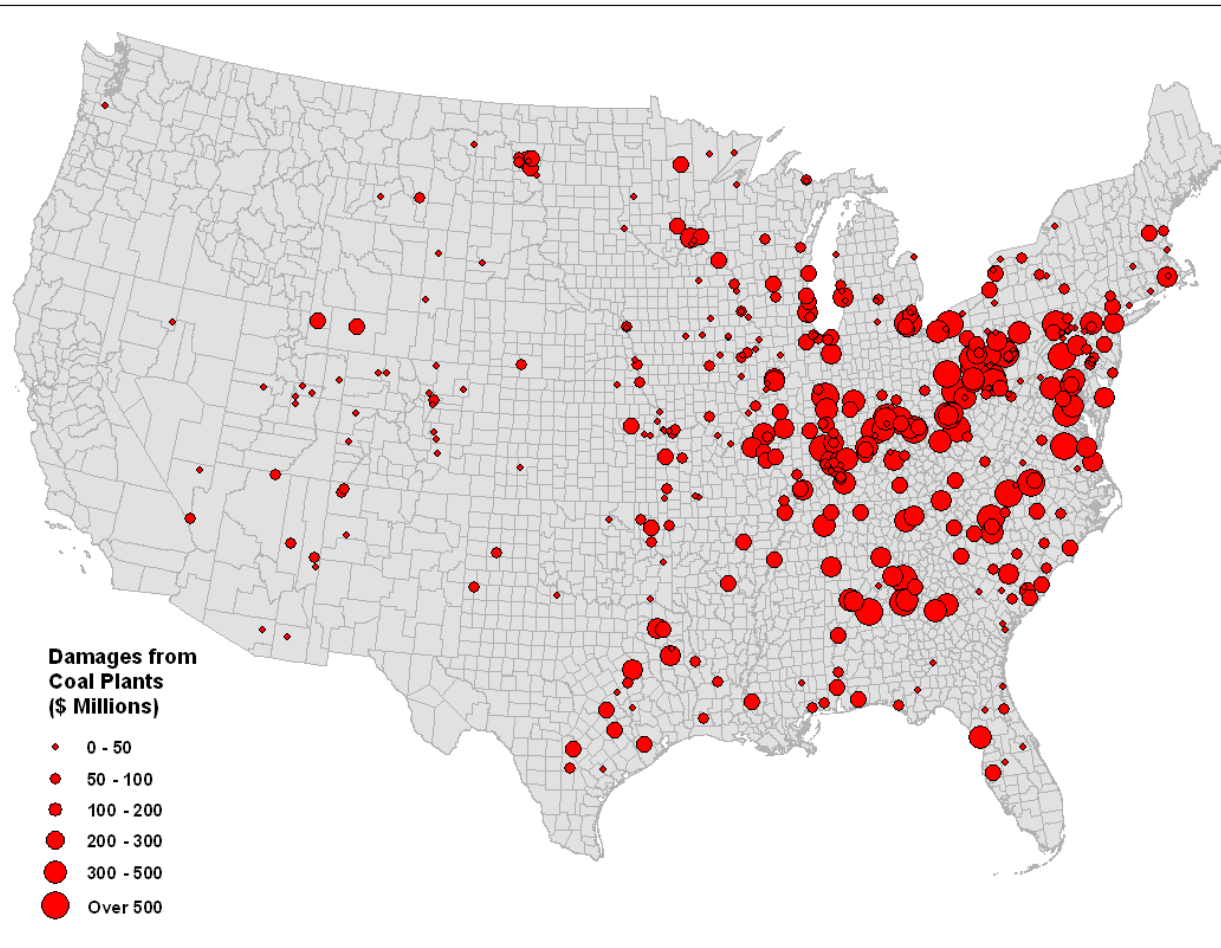 Damages from
Coal Plants
($ Millions)
0 - 50
50 - 100
100 - 200
200 - 300
300 - 500
Over 500